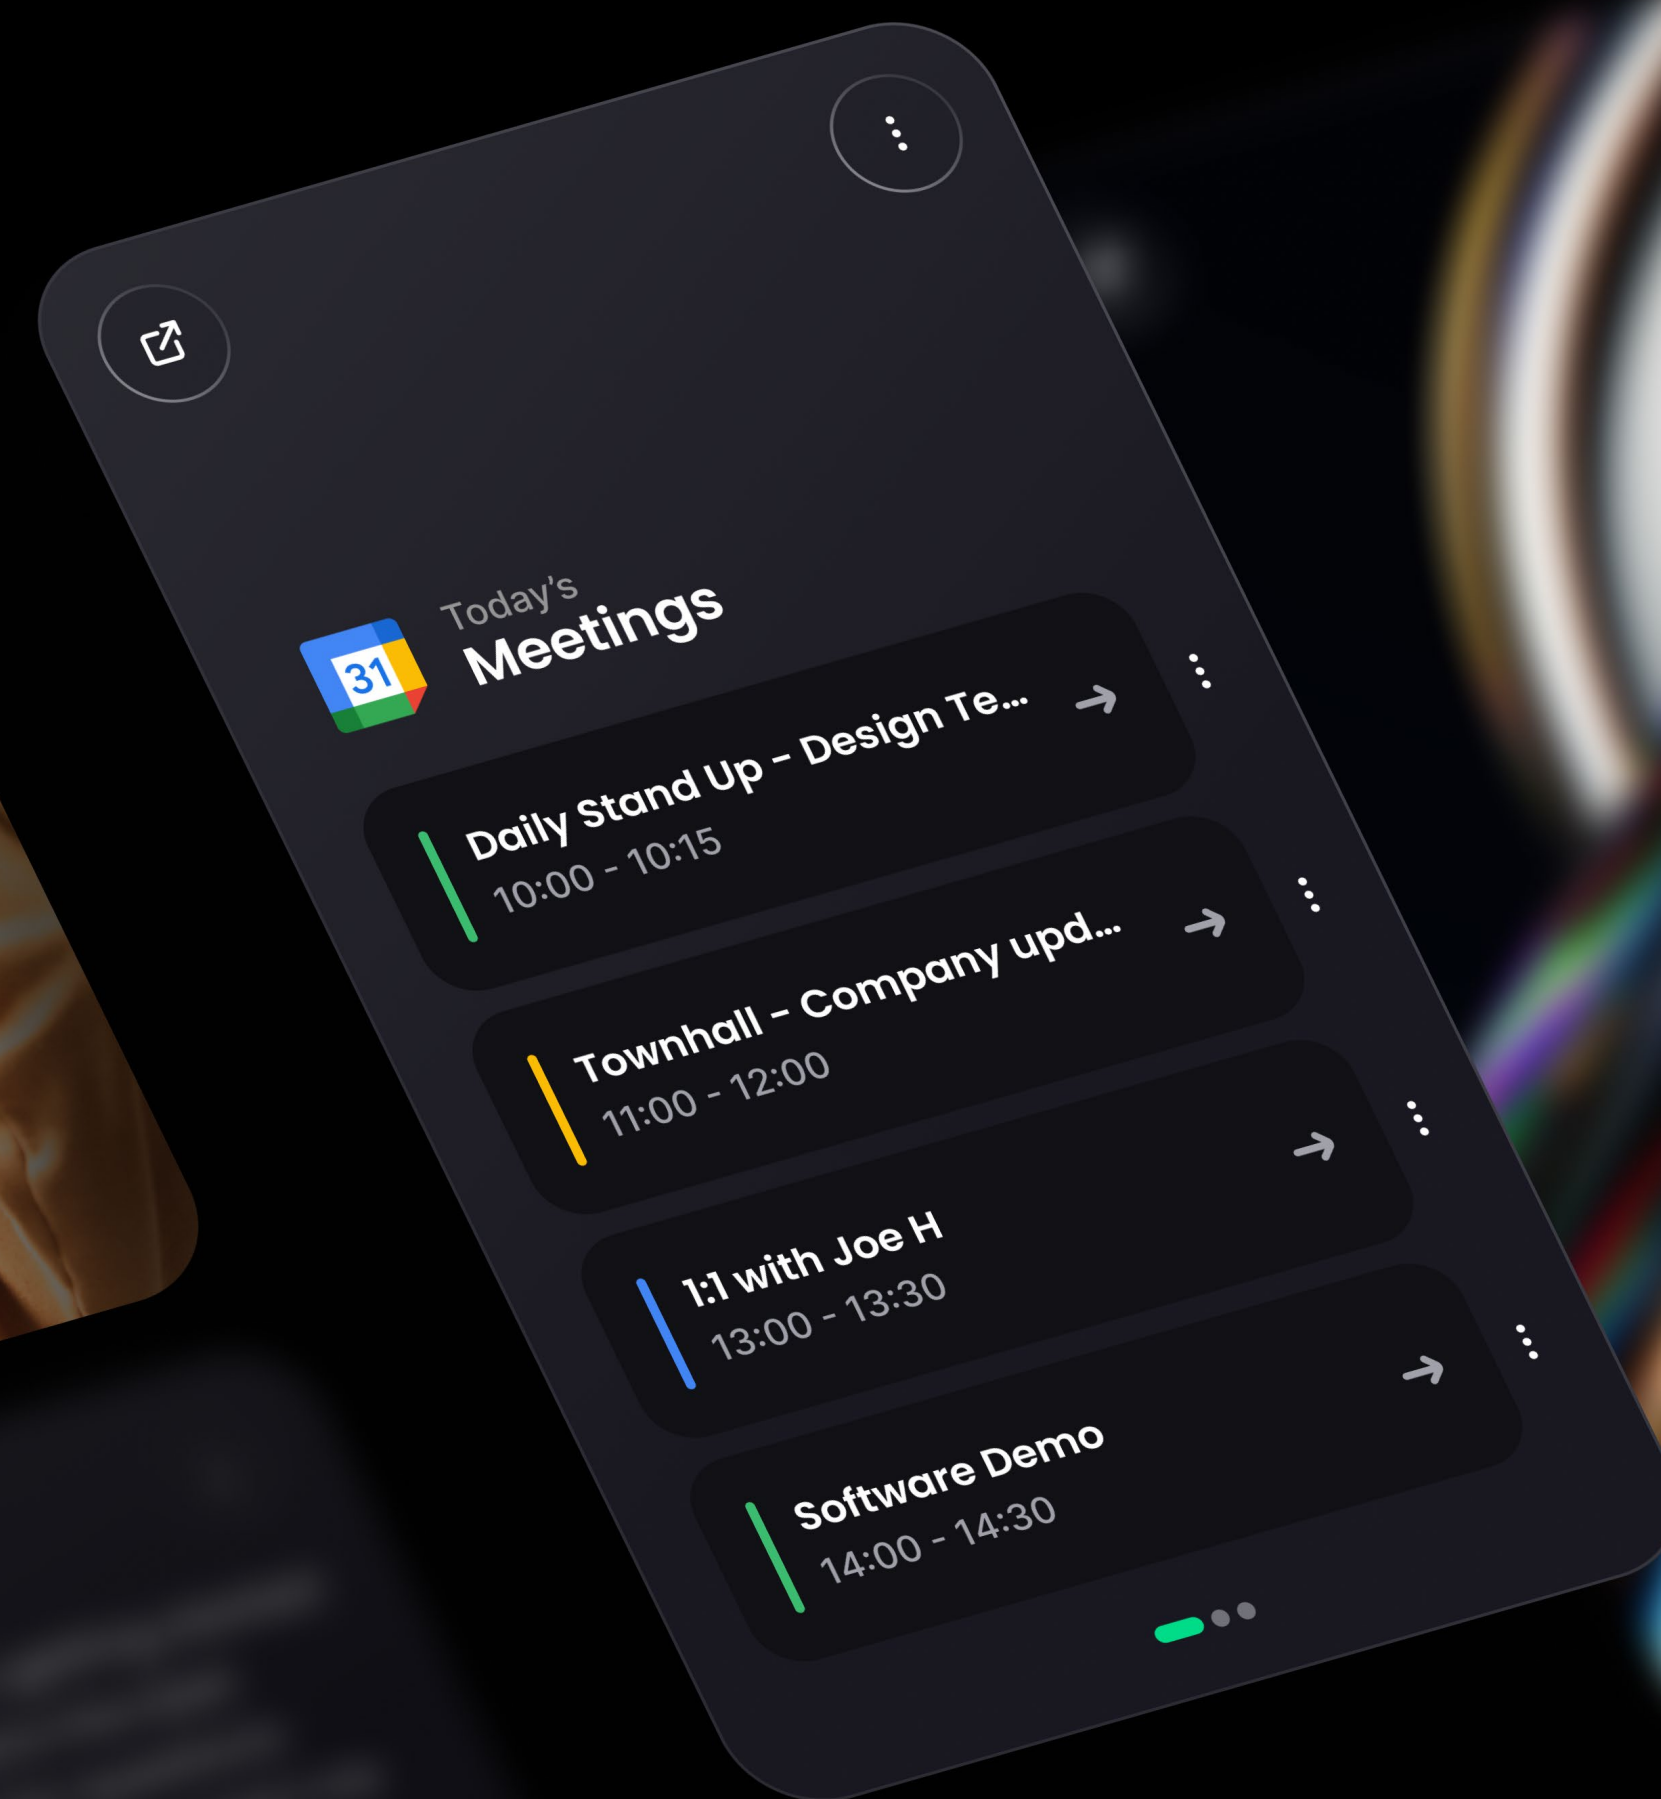 Today's
Meetings
31
Daily Stand Up - Design Te...
10:00 - 10:15
Townhall - Company upd...
11:00 - 12:00
1:1 with Joe H
13:00 - 13:30
Software Demo
14:00 - 14:30